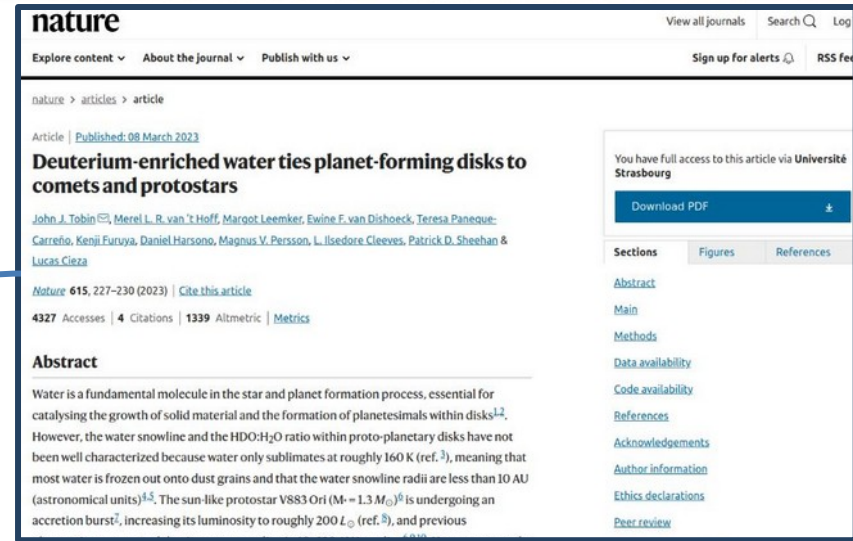 nature
View all journals Search Log
Explore content About the journal Publish with us
Sign up for alerts RSS fee
nature > articles > article
Article | Published: 08 March 2023
Deuterium-enriched water ties planet-forming disks to
comets and protostars
John J. Tobin, Merel L. R. van 't Hoff, Margot Leemker, Ewine F. van Dishoeck, Teresa Paneque-
Carreño, Kenji Furuya, Daniel Harsono, Magnus V. Persson, L. Ilsedore Cleeves, Patrick D. Sheehan &
Lucas Cieza
Nature 615, 227–230 (2023) | Cite this article
4327 Accesses | 4 Citations | 1339 Altmetric | Metrics
Abstract
Water is a fundamental molecule in the star and planet formation process, essential for
catalysing the growth of solid material and the formation of planetesimals within disks1,2.
However, the water snowline and the HDO:H2O ratio within proto-planetary disks have not
been well characterized because water only sublimates at roughly 160 K (ref. 3), meaning that
most water is frozen out onto dust grains and that the water snowline radii are less than 10 AU
(astronomical units)4,5. The sun-like protostar V883 Ori (M* = 1.3 M⊙)6 is undergoing an
accretion burst7, increasing its luminosity to roughly 200 L⊙ (ref. 8), and previous
You have full access to this article via Université
Strasbourg
Download PDF
Sections Figures References
Abstract
Main
Methods
Data availability
Code availability
References
Acknowledgements
Author information
Ethics declarations
Peer review